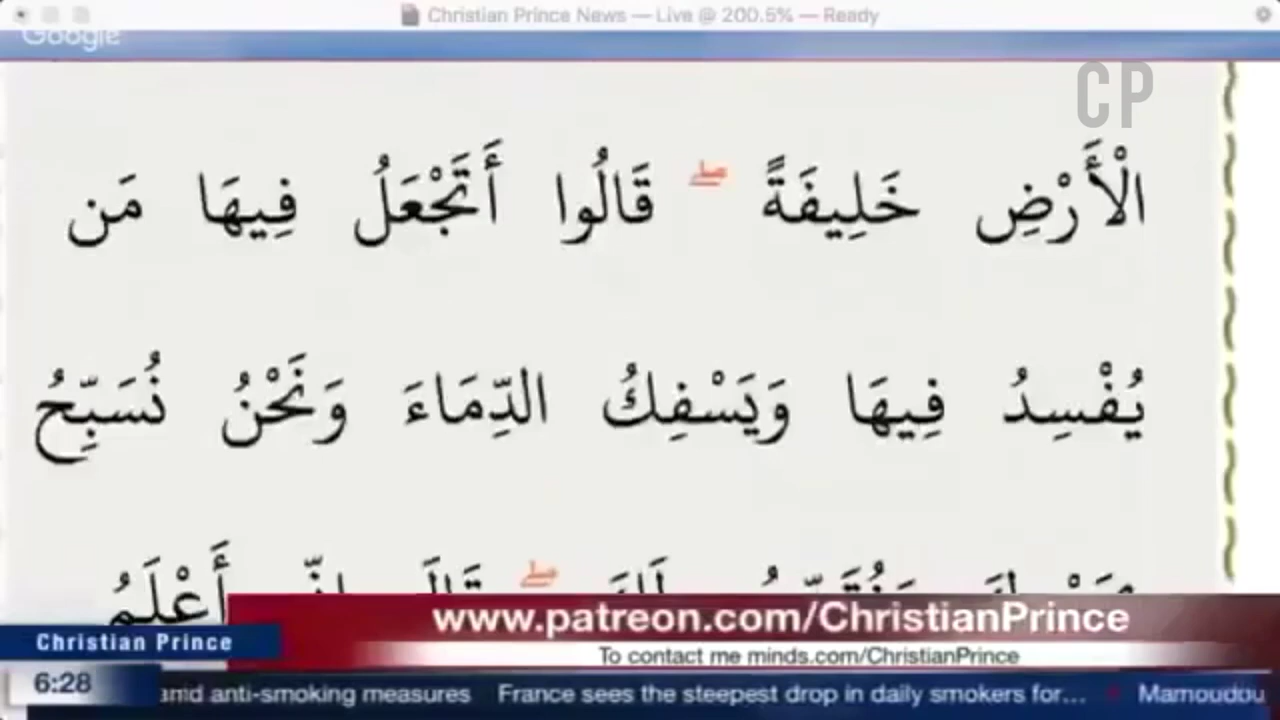 Christian Prince News — Live @ 200.5% — Ready
Google
CP
الْأَرْضِ خَلِيفَةً ۖ قَالُوا أَتَجْعَلُ فِيهَا مَن
يُفْسِدُ فِيهَا وَيَسْفِكُ الدِّمَاءَ وَنَحْنُ نُسَبِّحُ
أَعْلَمُ
www.patreon.com/ChristianPrince
Christian Prince
To contact me minds.com/ChristianPrince
6:28
and anti-smoking measures France sees the steepest drop in daily smokers for... Mamoudou